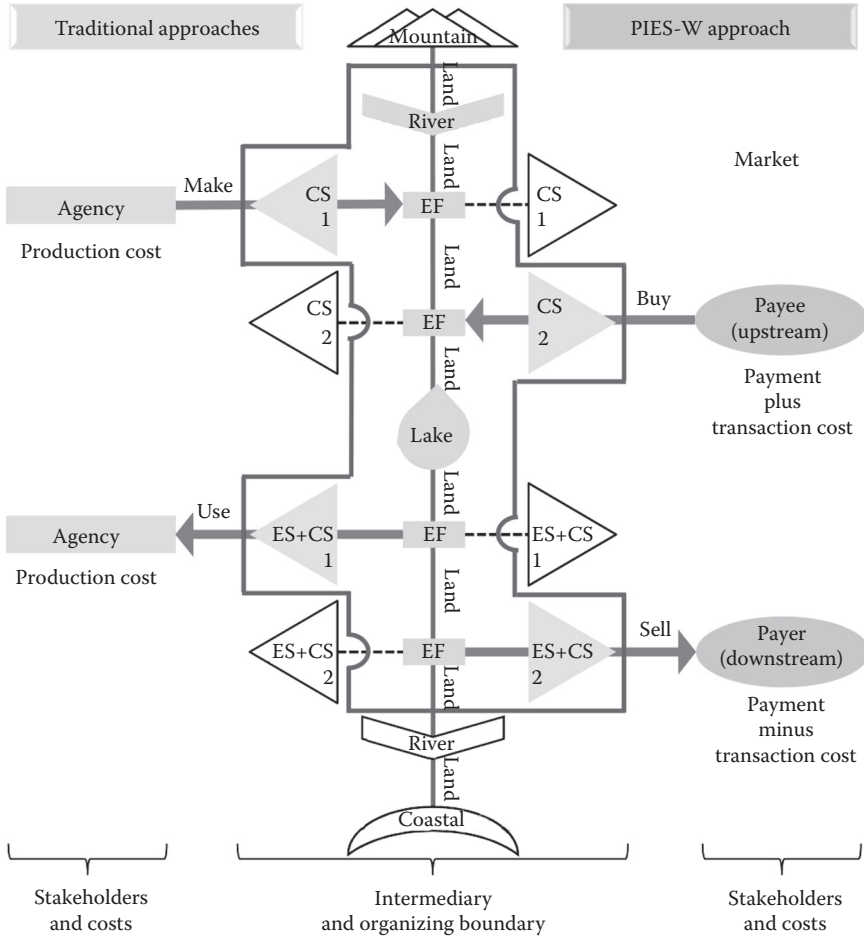 Traditional approaches
PIES-W approach
Mountain
Land
River
Land
Market
Make
CS
1
CS
1
Agency
EF
Production cost
Land
CS
2
EF
CS
2
Buy
Payee
(upstream)
Land
Payment
plus
transaction cost
Lake
Land
Use
Agency
ES+CS
1
EF
ES+CS
1
Production cost
Land
ES+CS
2
EF
ES+CS
2
Sell
Payer
(downstream)
Land
Payment
minus
transaction cost
River
Land
Coastal
Stakeholders
and costs
Intermediary
and organizing boundary
Stakeholders
and costs